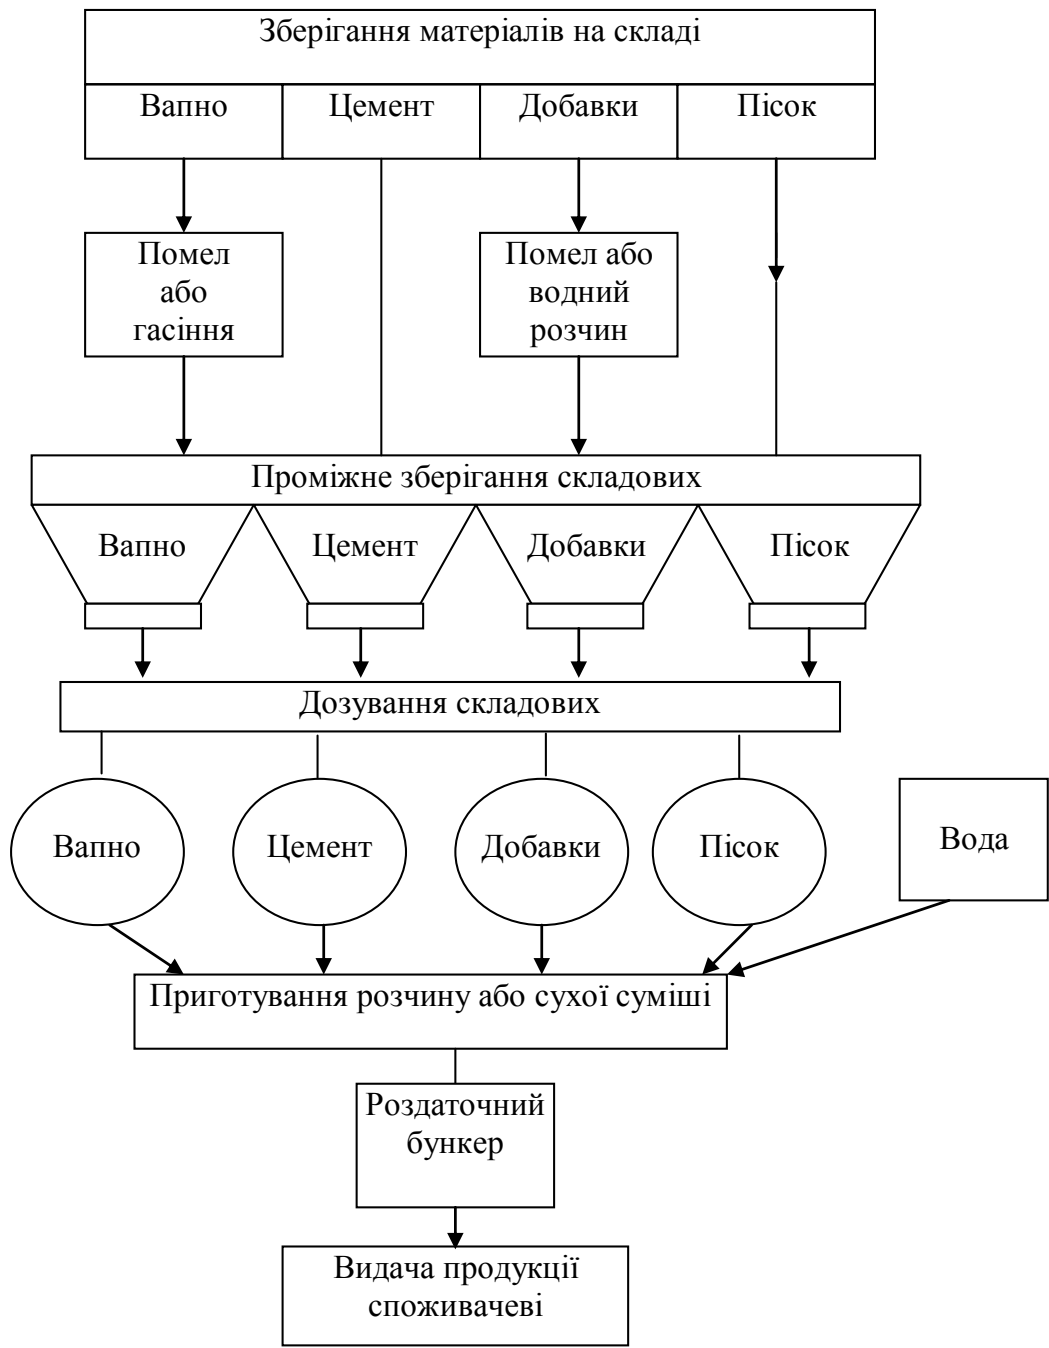 Зберігання матеріалів на складі
Вапно
Цемент
Добавки
Пісок
Помел
або
гасіння
Помел або
водний
розчин
Проміжне зберігання складових
Вапно
Цемент
Добавки
Пісок
Дозування складових
Вапно
Цемент
Добавки
Пісок
Вода
Приготування розчину або сухої суміші
Роздаточний
бункер
Видача продукції
споживачеві